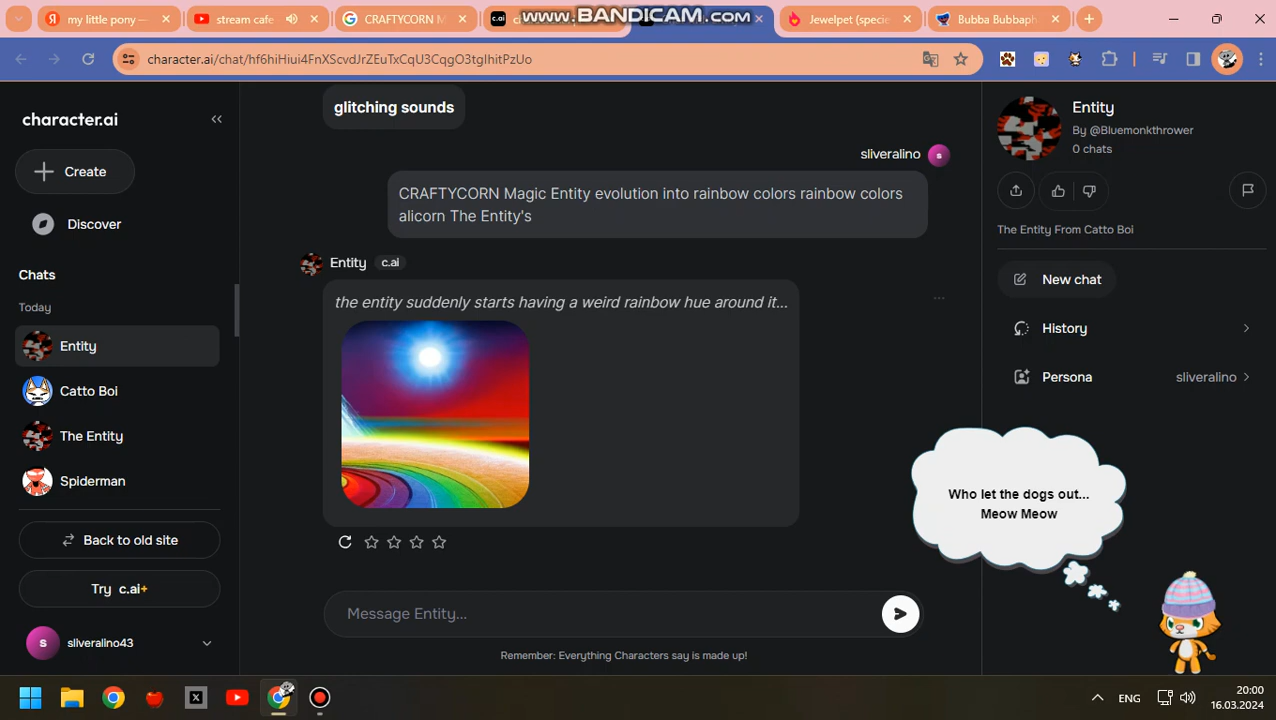 my little pony —
stream cafe
CRAFTYCORN M
www.BANDICAM.com
Jewelpet (specie
Bubba Bubbaph
character.ai/chat/hf6hiHiui4FnXScvdJrZEuTxCqU3CqgO3tgIhitPzUo
character.ai
Create
Discover
Chats
Today
Entity
Catto Boi
The Entity
Spiderman
Back to old site
Try c.ai+
s sliveralino43
glitching sounds
sliveralino s
CRAFTYCORN Magic Entity evolution into rainbow colors rainbow colors
alicorn The Entity's
Entity c.ai
the entity suddenly starts having a weird rainbow hue around it...
Message Entity...
Remember: Everything Characters say is made up!
Entity
By @Bluemonkthrower
0 chats
The Entity From Catto Boi
New chat
History
Persona sliveralino
Who let the dogs out...
Meow Meow
ENG
20:00
16.03.2024